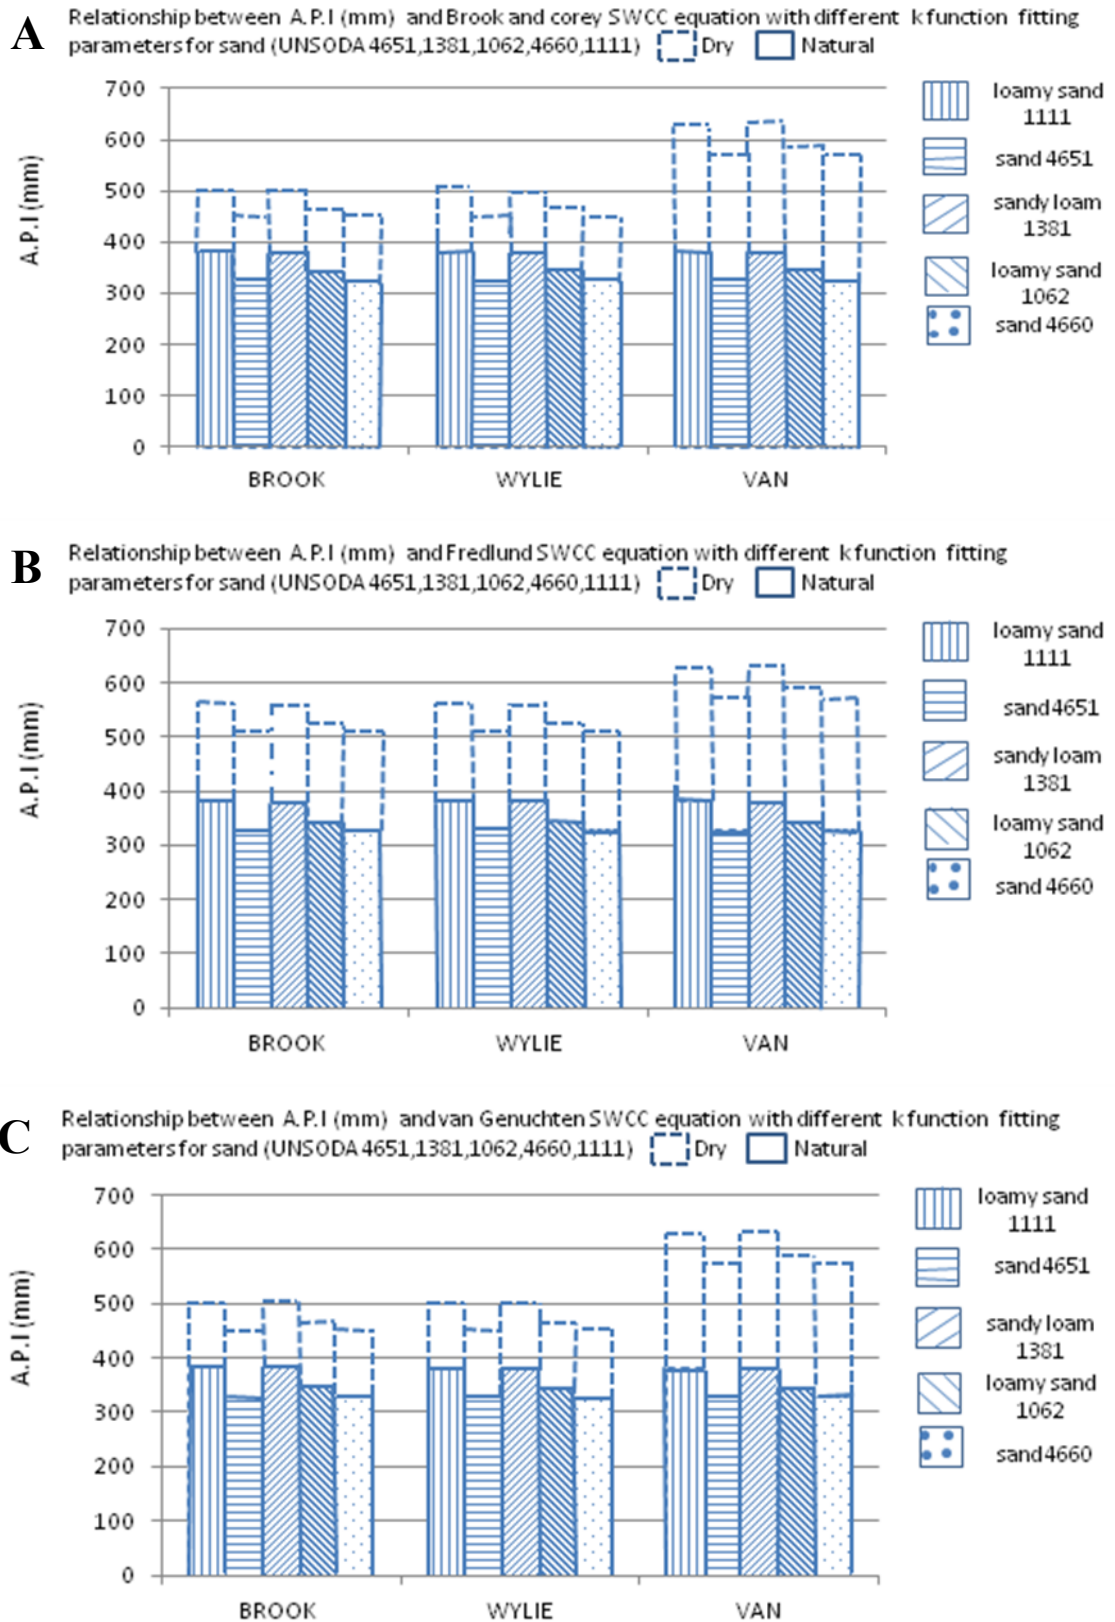 A
Relationship between A.P.I (mm) and Brook and corey SWCC equation with different k function fitting
parameters for sand (UNSODA 4651,1381,1062,4660,1111) Dry Natural
700
600
500
400
300
200
100
0
A.P.I (mm)
BROOK WYLIE VAN
loamy sand
1111
sand 4651
sandy loam
1381
loamy sand
1062
sand 4660
B
Relationship between A.P.I (mm) and Fredlund SWCC equation with different k function fitting
parameters for sand (UNSODA 4651,1381,1062,4660,1111) Dry Natural
700
600
500
400
300
200
100
0
A.P.I (mm)
BROOK WYLIE VAN
loamy sand
1111
sand 4651
sandy loam
1381
loamy sand
1062
sand 4660
C
Relationship between A.P.I (mm) and van Genuchten SWCC equation with different k function fitting
parameters for sand (UNSODA 4651,1381,1062,4660,1111) Dry Natural
700
600
500
400
300
200
100
0
A.P.I (mm)
BROOK WYLIE VAN
loamy sand
1111
sand 4651
sandy loam
1381
loamy sand
1062
sand 4660